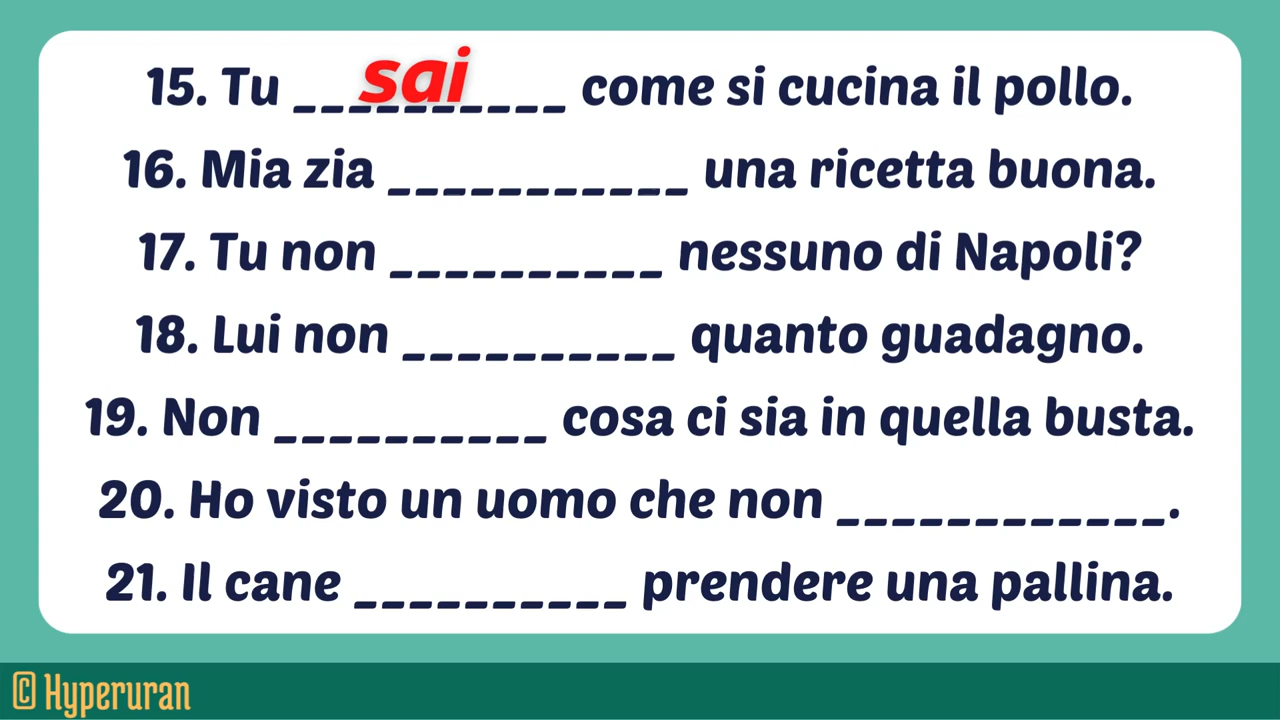 15. Tu __________ sai come si cucina il pollo.
16. Mia zia ___________ una ricetta buona.
17. Tu non __________ nessuno di Napoli?
18. Lui non __________ quanto guadagno.
19. Non __________ cosa ci sia in quella busta.
20. Ho visto un uomo che non ____________.
21. Il cane __________ prendere una pallina.
© Hyperuran